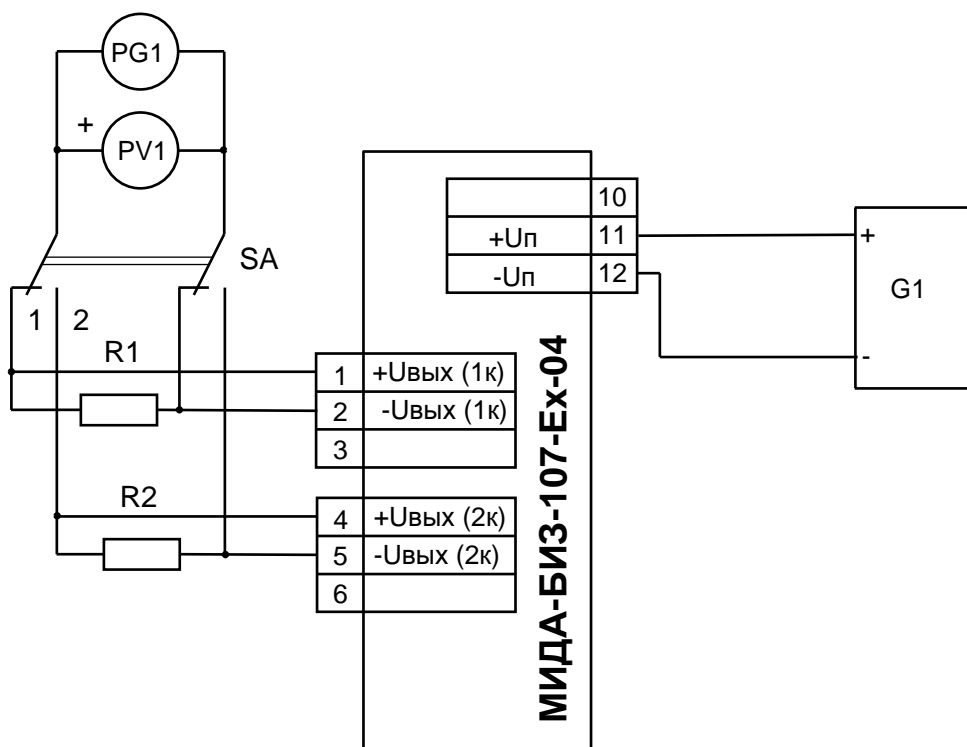 PG1
+
PV1
SA
1 2
R1
1 +Uвых (1к)
2 -Uвых (1к)
3
R2
4 +Uвых (2к)
5 -Uвых (2к)
6
10
+Uп 11
-Uп 12
МИДА-БИЗ-107-Ex-04
+
G1
-